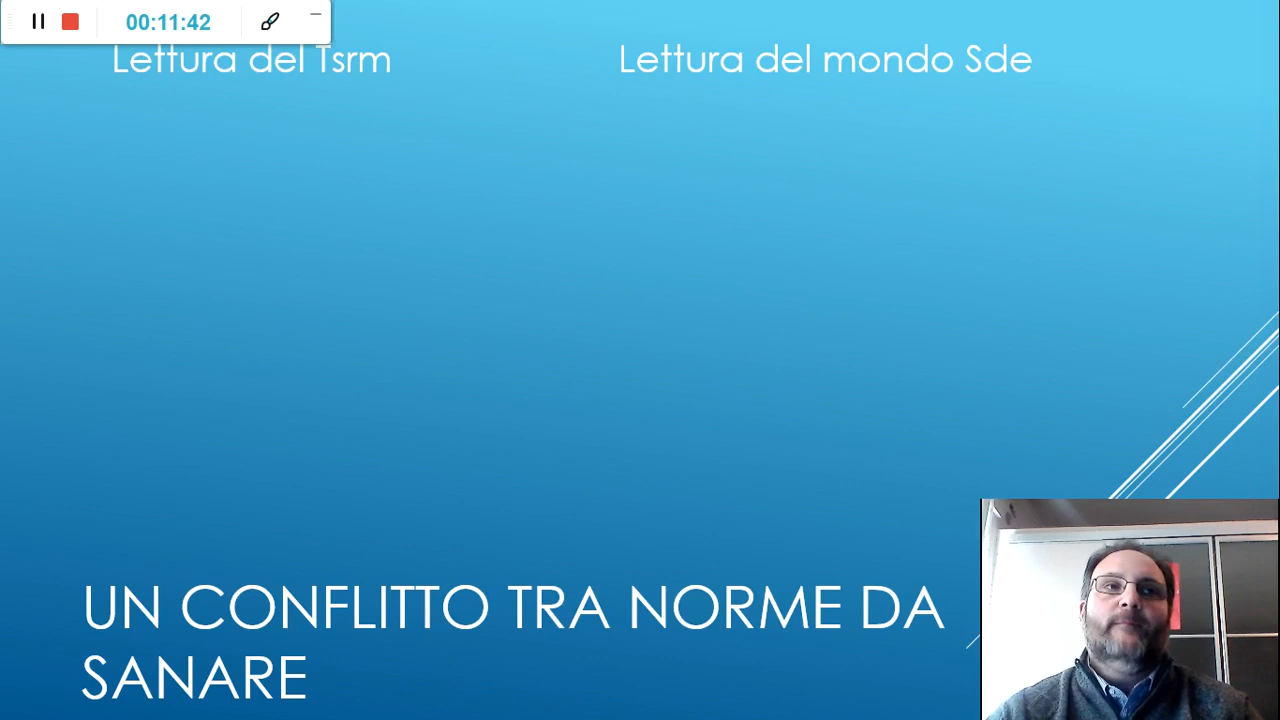 00:11:42
Lettura del Tsrm
Lettura del mondo Sde
UN CONFLITTO TRA NORME DA
SANARE